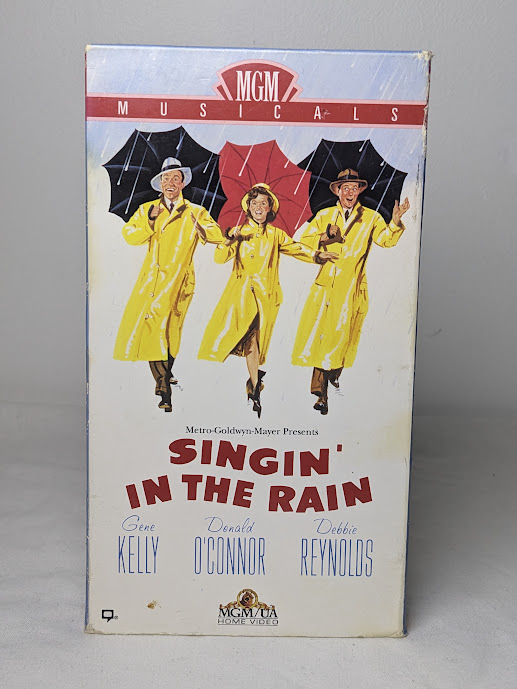 MGM
MUSICALS
Metro-Goldwyn-Mayer Presents
SINGIN'
IN THE RAIN
Gene Donald Debbie
KELLY O'CONNOR REYNOLDS
MGM/UA
HOME VIDEO